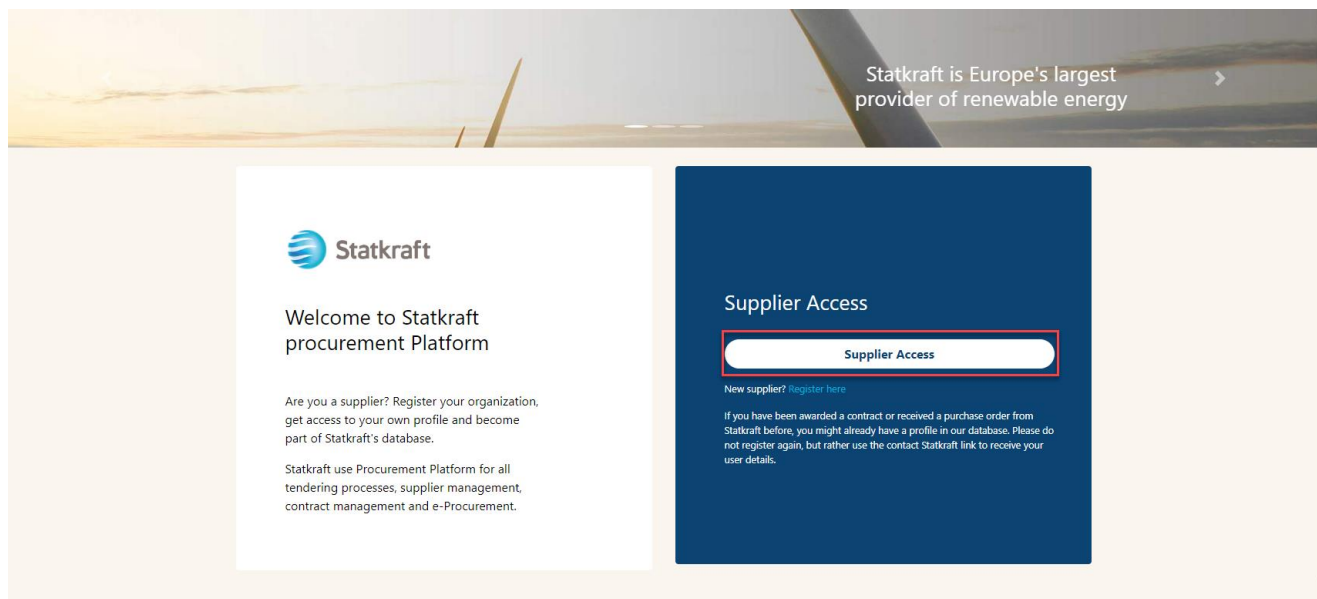 Statkraft is Europe's largest
provider of renewable energy
Statkraft
Welcome to Statkraft
procurement Platform
Are you a supplier? Register your organization,
get access to your own profile and become
part of Statkraft's database.
Statkraft use Procurement Platform for all
tendering processes, supplier management,
contract management and e-Procurement.
Supplier Access
Supplier Access
New supplier? Register here
If you have been awarded a contract or received a purchase order from
Statkraft before, you might already have a profile in our database. Please do
not register again, but rather use the contact Statkraft link to receive your
user details.